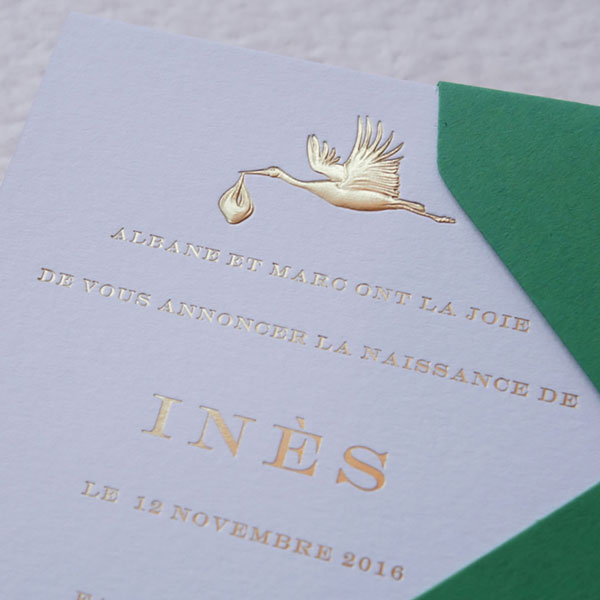 ALBANE ET MARC ONT LA JOIE
DE VOUS ANNONCER LA NAISSANCE DE
INÈS
LE 12 NOVEMBRE 2016